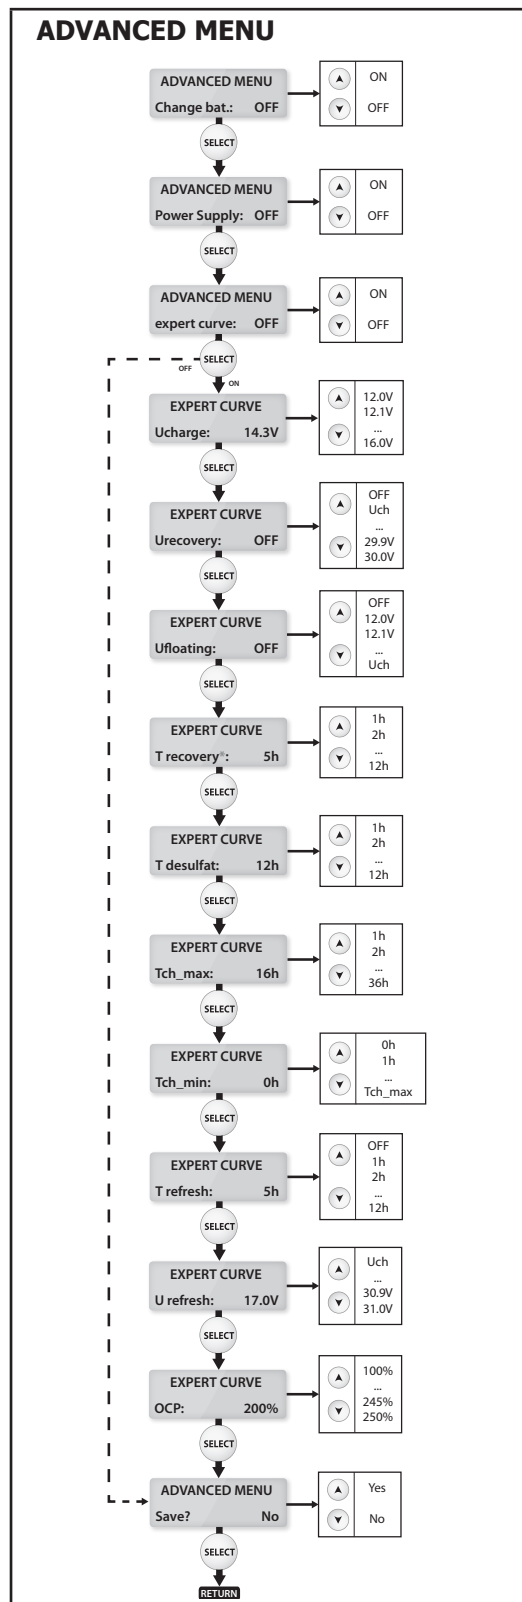 ADVANCED MENU
ADVANCED MENU
Change bat.: OFF
ON
OFF
SELECT
ADVANCED MENU
Power Supply: OFF
ON
OFF
SELECT
ADVANCED MENU
expert curve: OFF
ON
OFF
SELECT
OFF
ON
EXPERT CURVE
Ucharge: 14.3V
12.0V
12.1V
...
16.0V
SELECT
EXPERT CURVE
Urecovery: OFF
OFF
Uch
...
29.9V
30.0V
SELECT
EXPERT CURVE
Ufloating: OFF
OFF
12.0V
12.1V
...
Uch
SELECT
EXPERT CURVE
T recovery*: 5h
1h
2h
...
12h
SELECT
EXPERT CURVE
T desulfat: 12h
1h
2h
...
12h
SELECT
EXPERT CURVE
Tch_max: 16h
1h
2h
...
36h
SELECT
EXPERT CURVE
Tch_min: 0h
0h
1h
...
Tch_max
SELECT
EXPERT CURVE
T refresh: 5h
OFF
1h
2h
...
12h
SELECT
EXPERT CURVE
U refresh: 17.0V
Uch
...
30.9V
31.0V
SELECT
EXPERT CURVE
OCP: 200%
100%
...
245%
250%
SELECT
ADVANCED MENU
Save? No
Yes
No
SELECT
RETURN